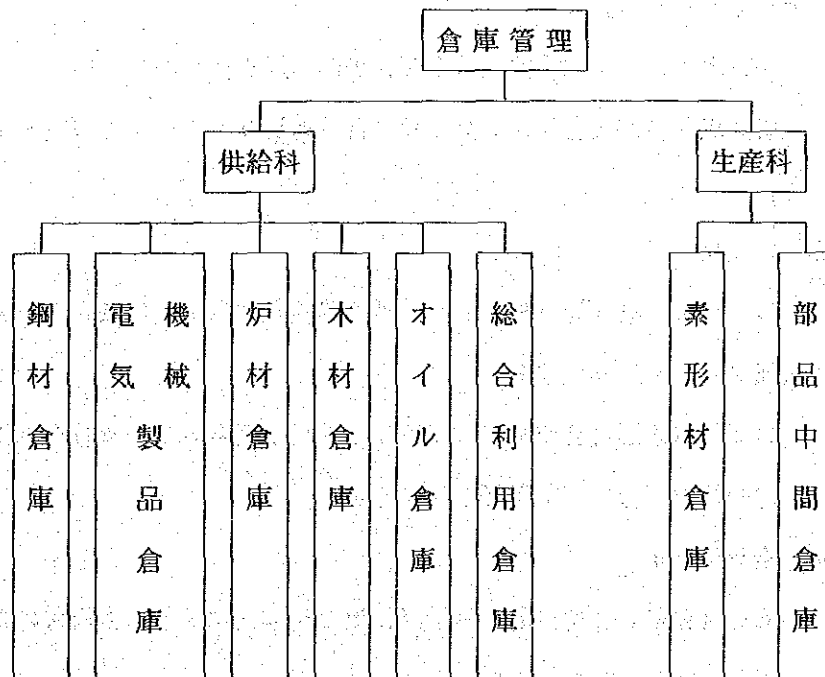 倉庫管理
供給科
生産科
鋼材倉庫
機械
電気
製品倉庫
炉材倉庫
木材倉庫
オイル倉庫
総合利用倉庫
素形材倉庫
部品中間倉庫